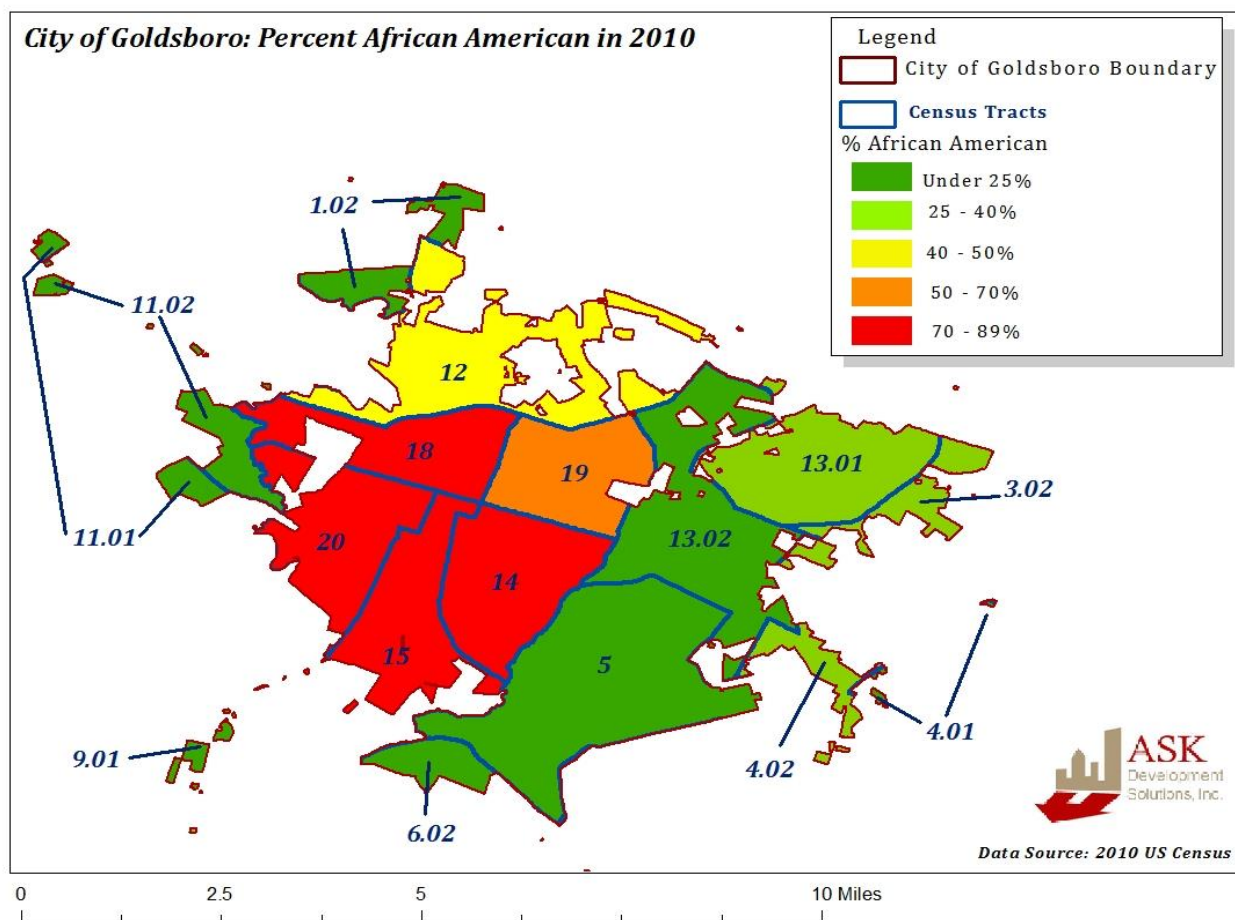 City of Goldsboro: Percent African American in 2010
Legend
City of Goldsboro Boundary
Census Tracts
% African American
Under 25%
25 - 40%
40 - 50%
50 - 70%
70 - 89%
1.02
11.02
12
18
19
13.01
3.02
11.01
20
14
13.02
15
5
9.01
6.02
4.02
4.01
ASK
Development
Solutions, Inc.
Data Source: 2010 US Census
0 2.5 5 10 Miles